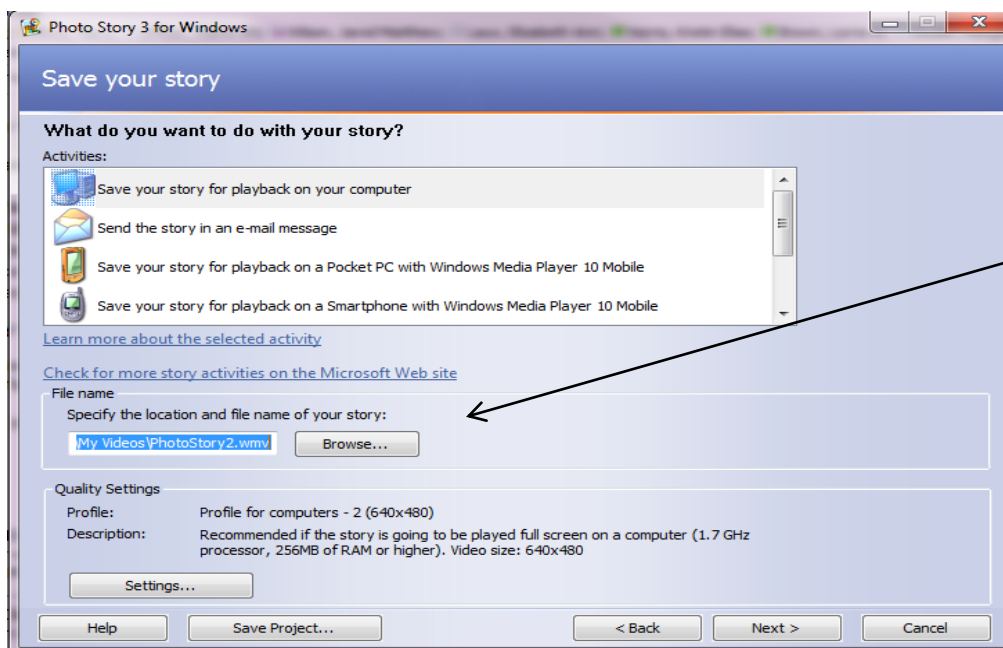 Photo Story 3 for Windows
Save your story
What do you want to do with your story?
Activities:
Save your story for playback on your computer
Send the story in an e-mail message
Save your story for playback on a Pocket PC with Windows Media Player 10 Mobile
Save your story for playback on a Smartphone with Windows Media Player 10 Mobile
Learn more about the selected activity
Check for more story activities on the Microsoft Web site
File name
Specify the location and file name of your story:
\My Videos\PhotoStory2.wmv
Browse...
Quality Settings
Profile: Profile for computers - 2 (640x480)
Description: Recommended if the story is going to be played full screen on a computer (1.7 GHz
processor, 256MB of RAM or higher). Video size: 640x480
Settings...
Help Save Project... < Back Next > Cancel